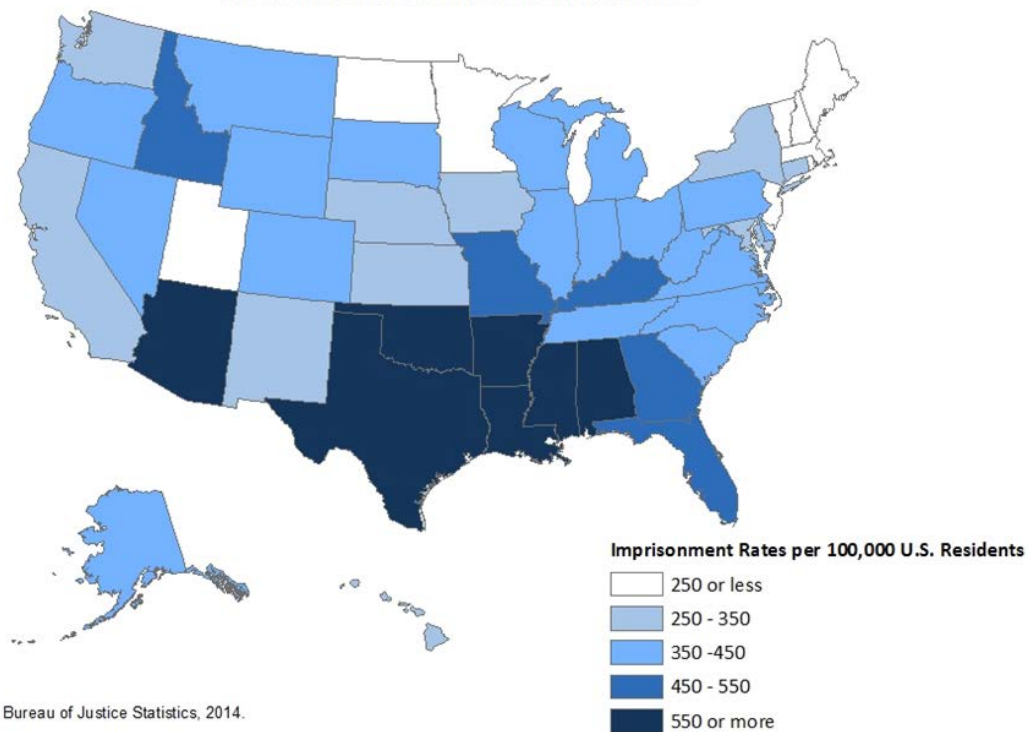 Imprisonment Rates per 100,000 U.S. Residents
250 or less
250 - 350
350 -450
450 - 550
550 or more
Bureau of Justice Statistics, 2014.